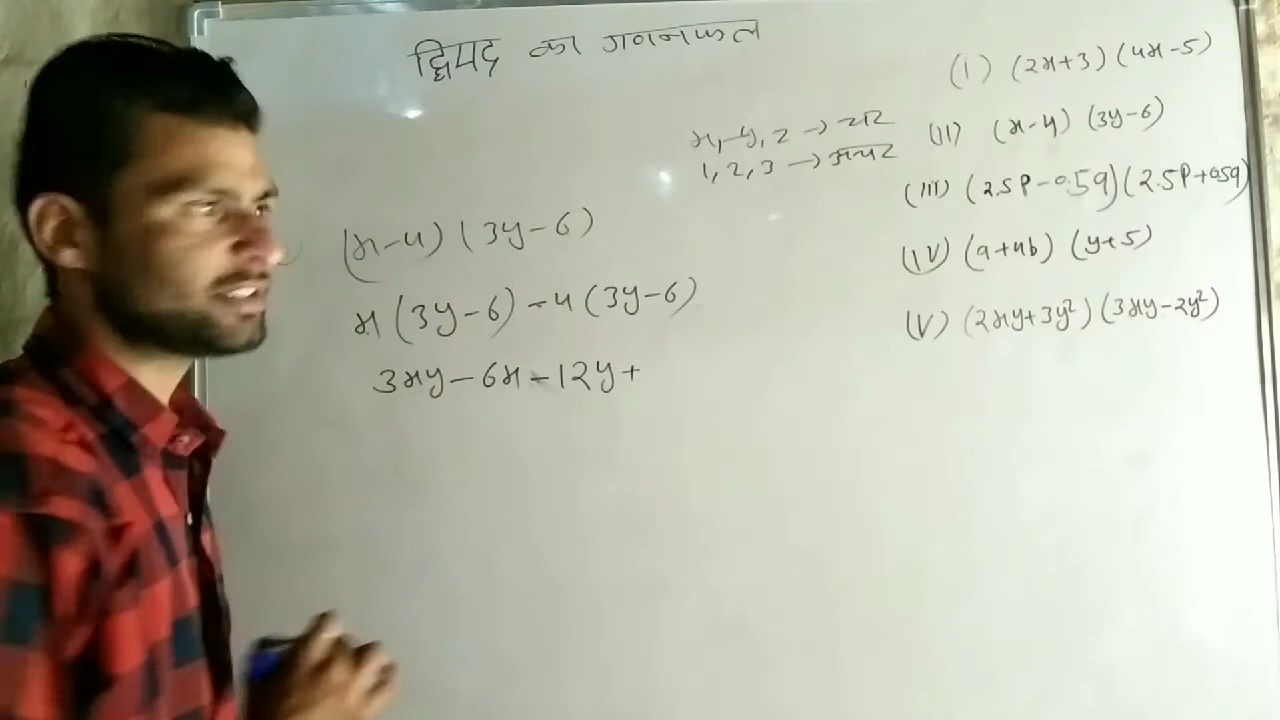 द्विपद का गुणनफल
x, y, z → चर
1, 2, 3 → अचर
(x-4) (3y-6)
x (3y-6) -4 (3y-6)
3xy - 6x - 12y +
(I) (2x+3) (4x-5)
(II) (x-4) (3y-6)
(III) (2.5P-0.5q) (2.5P+0.5q)
(IV) (a+4b) (y+5)
(V) (2xy+3y²) (3xy-2y²)